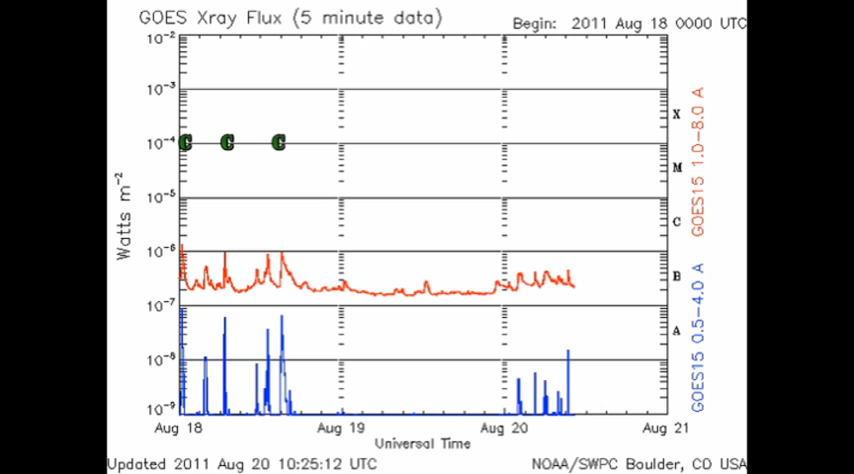 GOES Xray Flux (5 minute data)
Begin: 2011 Aug 18 0000 UTC
10⁻²
10⁻³
10⁻⁴
10⁻⁵
10⁻⁶
10⁻⁷
10⁻⁸
10⁻⁹
Watts m⁻²
C C C
X
M
C
B
A
GOES15 1.0-8.0 A
GOES15 0.5-4.0 A
Aug 18 Aug 19 Aug 20 Aug 21
Universal Time
Updated 2011 Aug 20 10:25:12 UTC
NOAA/SWPC Boulder, CO USA